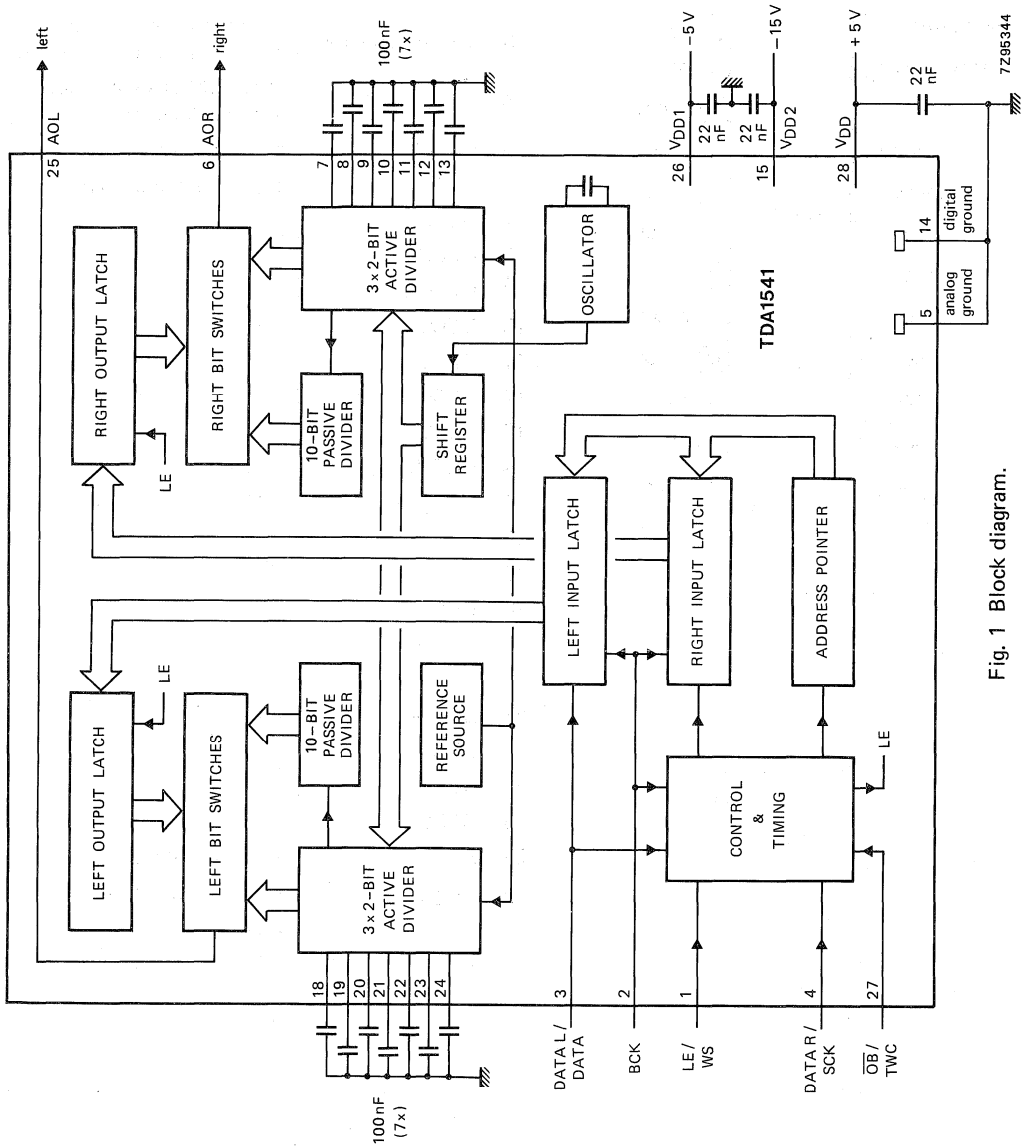 left
right
25 AOL
6 AOR
100 nF
(7x)
7
8
9
10
11
12
13
RIGHT OUTPUT LATCH
LE
RIGHT BIT SWITCHES
10-BIT
PASSIVE
DIVIDER
3 x 2-BIT
ACTIVE
DIVIDER
SHIFT
REGISTER
OSCILLATOR
LEFT OUTPUT LATCH
LE
LEFT BIT SWITCHES
10-BIT
PASSIVE
DIVIDER
3 x 2-BIT
ACTIVE
DIVIDER
REFERENCE
SOURCE
18
19
20
21
22
23
24
100 nF
(7x)
LEFT INPUT LATCH
RIGHT INPUT LATCH
ADDRESS POINTER
CONTROL
&
TIMING
LE
DATA L/
DATA
3
BCK
2
LE/
WS
1
DATA R/
SCK
4
O̅B̅/
TWC
27
TDA1541
26
VDD1
-5 V
22
nF
22
nF
15
VDD2
-15 V
28
VDD
+5 V
22
nF
14
digital
ground
5
analog
ground
7Z95344
Fig. 1 Block diagram.